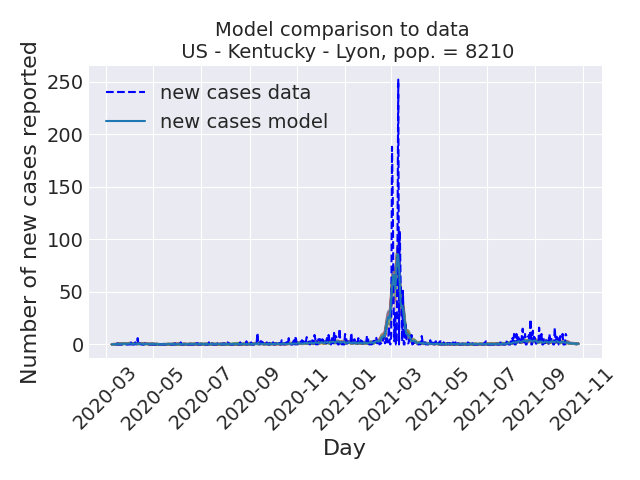 Model comparison to data
US - Kentucky - Lyon, pop. = 8210
Number of new cases reported
250
200
150
100
50
0
new cases data
new cases model
2020-03
2020-05
2020-07
2020-09
2020-11
2021-01
2021-03
2021-05
2021-07
2021-09
2021-11
Day